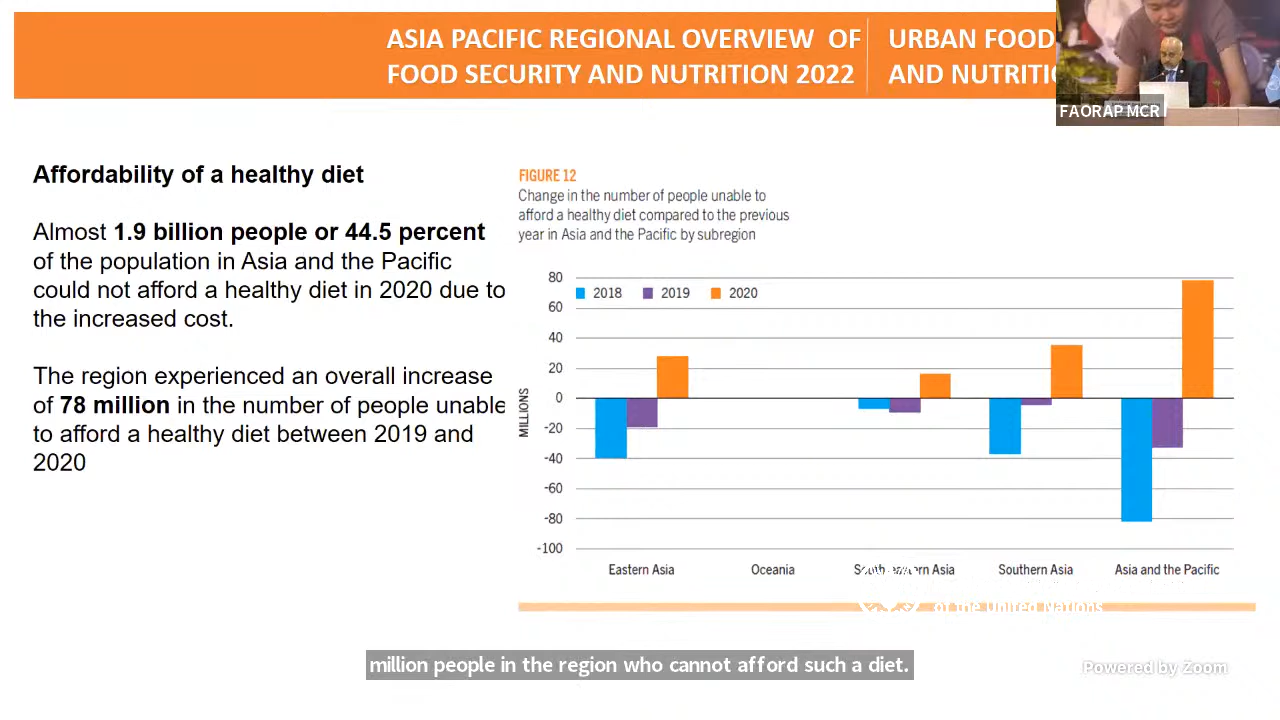 ASIA PACIFIC REGIONAL OVERVIEW OF
FOOD SECURITY AND NUTRITION 2022
URBAN FOOD
AND NUTRITI
FAORAP MCR
Affordability of a healthy diet
Almost 1.9 billion people or 44.5 percent
of the population in Asia and the Pacific
could not afford a healthy diet in 2020 due to
the increased cost.
The region experienced an overall increase
of 78 million in the number of people unable
to afford a healthy diet between 2019 and
2020
FIGURE 12
Change in the number of people unable to
afford a healthy diet compared to the previous
year in Asia and the Pacific by subregion
2018 2019 2020
80
60
40
20
0
-20
-40
-60
-80
-100
MILLIONS
Eastern Asia Oceania South-eastern Asia Southern Asia Asia and the Pacific
of the United Nations
million people in the region who cannot afford such a diet.
Powered by Zoom